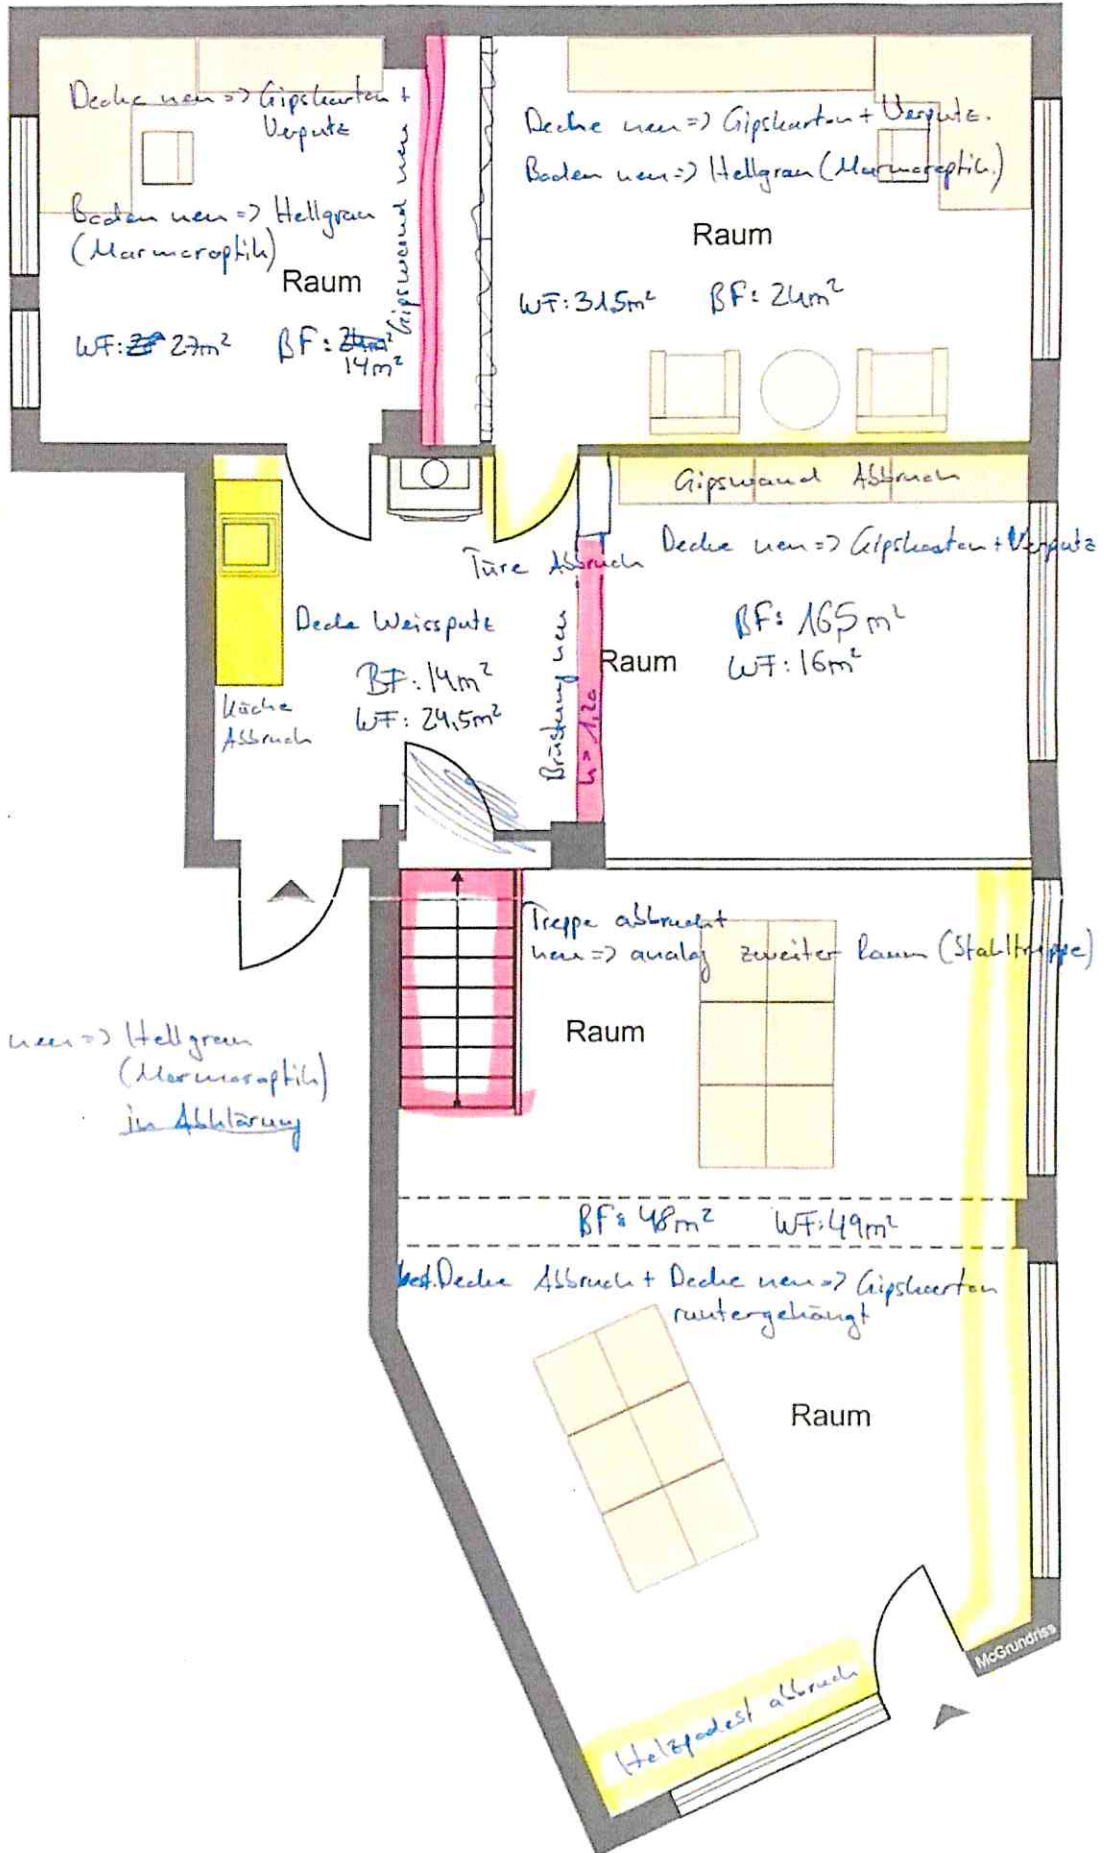 Decke neu => Gipskarton +
Verputz
Boden neu => Hellgrau
(Marmoroptik)
Raum
WF: 27m² BF: 24m²
14m²
Gipswand neu
Decke neu => Gipskarton + Verputz.
Boden neu => Hellgrau (Marmoroptik.)
Raum
WF: 31,5m² BF: 24m²
Gipswand Abbruch
Türe Abbruch
Decke neu => Gipskarton + Verputz
Decke Weissputz
BF: 14m²
WF: 24,5m²
Küche
Abbruch
Brüstung neu
h= 1,20
BF: 16,5m²
Raum
WF: 16m²
Treppe abbruch +
neu => analog zweiter Raum (Stahltreppe)
Raum
neu => Hellgrau
(Marmoroptik)
in Abklärung
BF: 48m² WF: 49m²
best. Decke Abbruch + Decke neu => Gipskarton
runtergehängt
Raum
Holzpodest abbruch
McGrundriss